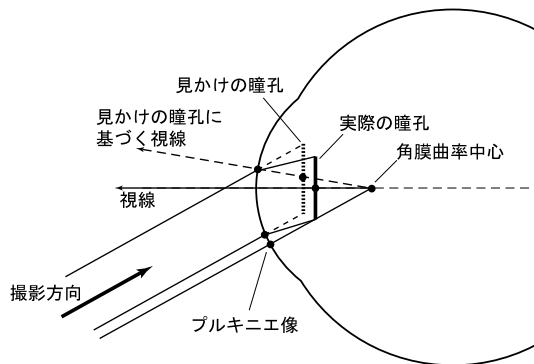 見かけの瞳孔
見かけの瞳孔に
基づく視線
実際の瞳孔
角膜曲率中心
視線
撮影方向
プルキニエ像